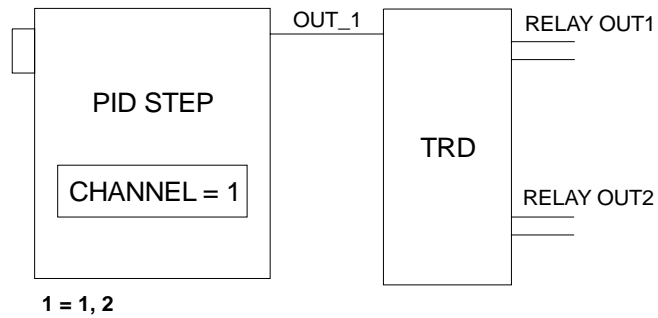 OUT_1
RELAY OUT1
PID STEP
TRD
CHANNEL = 1
RELAY OUT2
1 = 1, 2